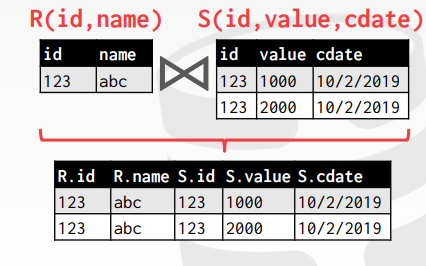 R(id,name) S(id,value,cdate)
id name
123 abc
id value cdate
123 1000 10/2/2019
123 2000 10/2/2019
R.id R.name S.id S.value S.cdate
123 abc 123 1000 10/2/2019
123 abc 123 2000 10/2/2019